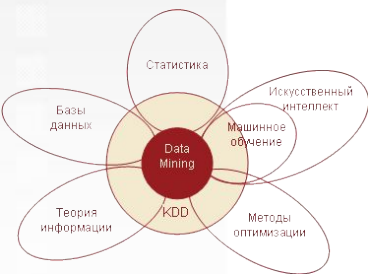 Статистика
Искусственный
интеллект
Базы
данных
Машинное
обучение
Data
Mining
KDD
Теория
информации
Методы
оптимизации